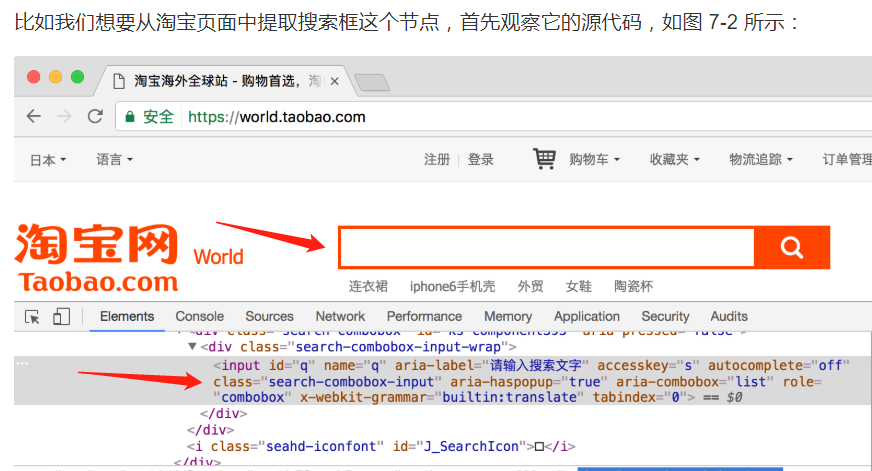 比如我们想要从淘宝页面中提取搜索框这个节点，首先观察它的源代码，如图 7-2 所示：
淘宝海外全球站 - 购物首选，淘 ×
安全 https://world.taobao.com
日本 语言 注册 登录 购物车 收藏夹 物流追踪 订单管理
淘宝网 World
Taobao.com
连衣裙 iphone6手机壳 外贸 女鞋 陶瓷杯
Elements Console Sources Network Performance Memory Application Security Audits
<div class="search-combobox-input-wrap">
<input id="q" name="q" aria-label="请输入搜索文字" accesskey="s" autocomplete="off"
class="search-combobox-input" aria-haspopup="true" aria-combobox="list" role=
"combobox" x-webkit-grammar="builtin:translate" tabindex="0"> == $0
</div>
</div>
<i class="seahd-iconfont" id="J_SearchIcon">□</i>
</div>